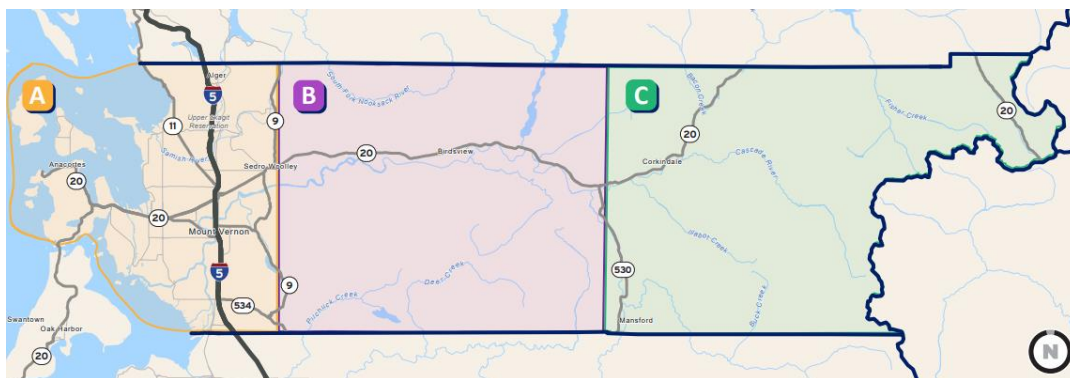 A
B
C
Alger
5
Upper Skagit
Reservation
11
9
Samish River
South Fork Nooksack River
Bacon Creek
20
Fisher Creek
20
Anacortes
20
Sedro-Woolley
20
Birdsview
Corkindale
Cascade River
20
Mount Vernon
Illabot Creek
5
9
534
Pilchuck Creek
Deer Creek
530
Buck Creek
Mansford
Swantown
Oak Harbor
20
N